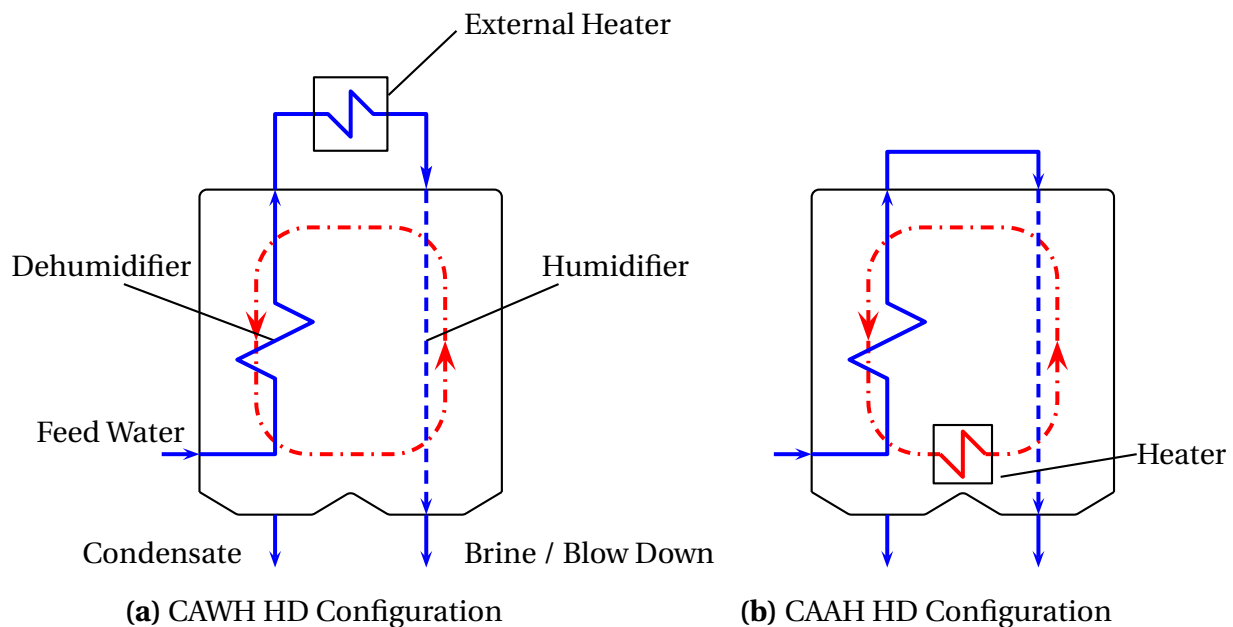 External Heater
Dehumidifier
Humidifier
Feed Water
Heater
Condensate
Brine / Blow Down
(a) CAWH HD Configuration
(b) CAAH HD Configuration